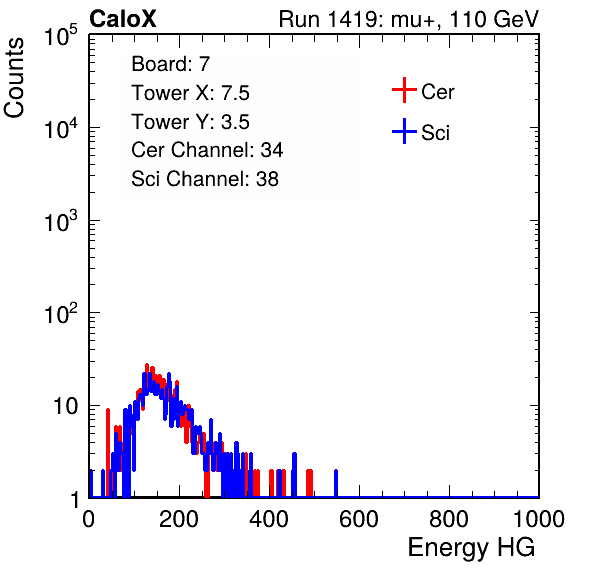 CaloX Run 1419: mu+, 110 GeV
Counts
10^5
10^4
10^3
10^2
10
1
Board: 7
Tower X: 7.5
Tower Y: 3.5
Cer Channel: 34
Sci Channel: 38
Cer
Sci
0 200 400 600 800 1000
Energy HG